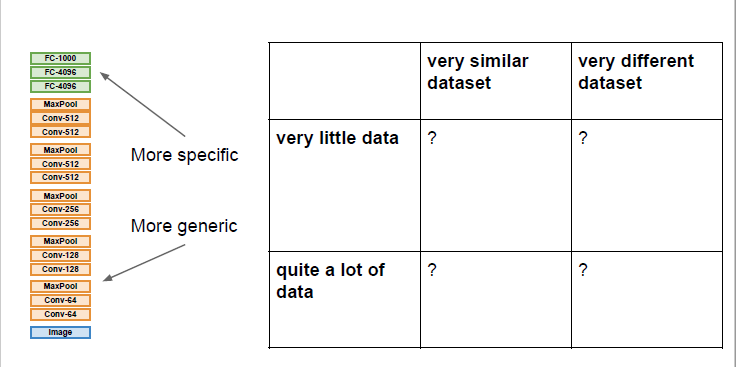 FC-1000
FC-4096
FC-4096
MaxPool
Conv-512
Conv-512
MaxPool
Conv-512
Conv-512
MaxPool
Conv-256
Conv-256
MaxPool
Conv-128
Conv-128
MaxPool
Conv-64
Conv-64
Image
More specific
More generic
very similar
dataset
very different
dataset
very little data
?
?
quite a lot of
data
?
?